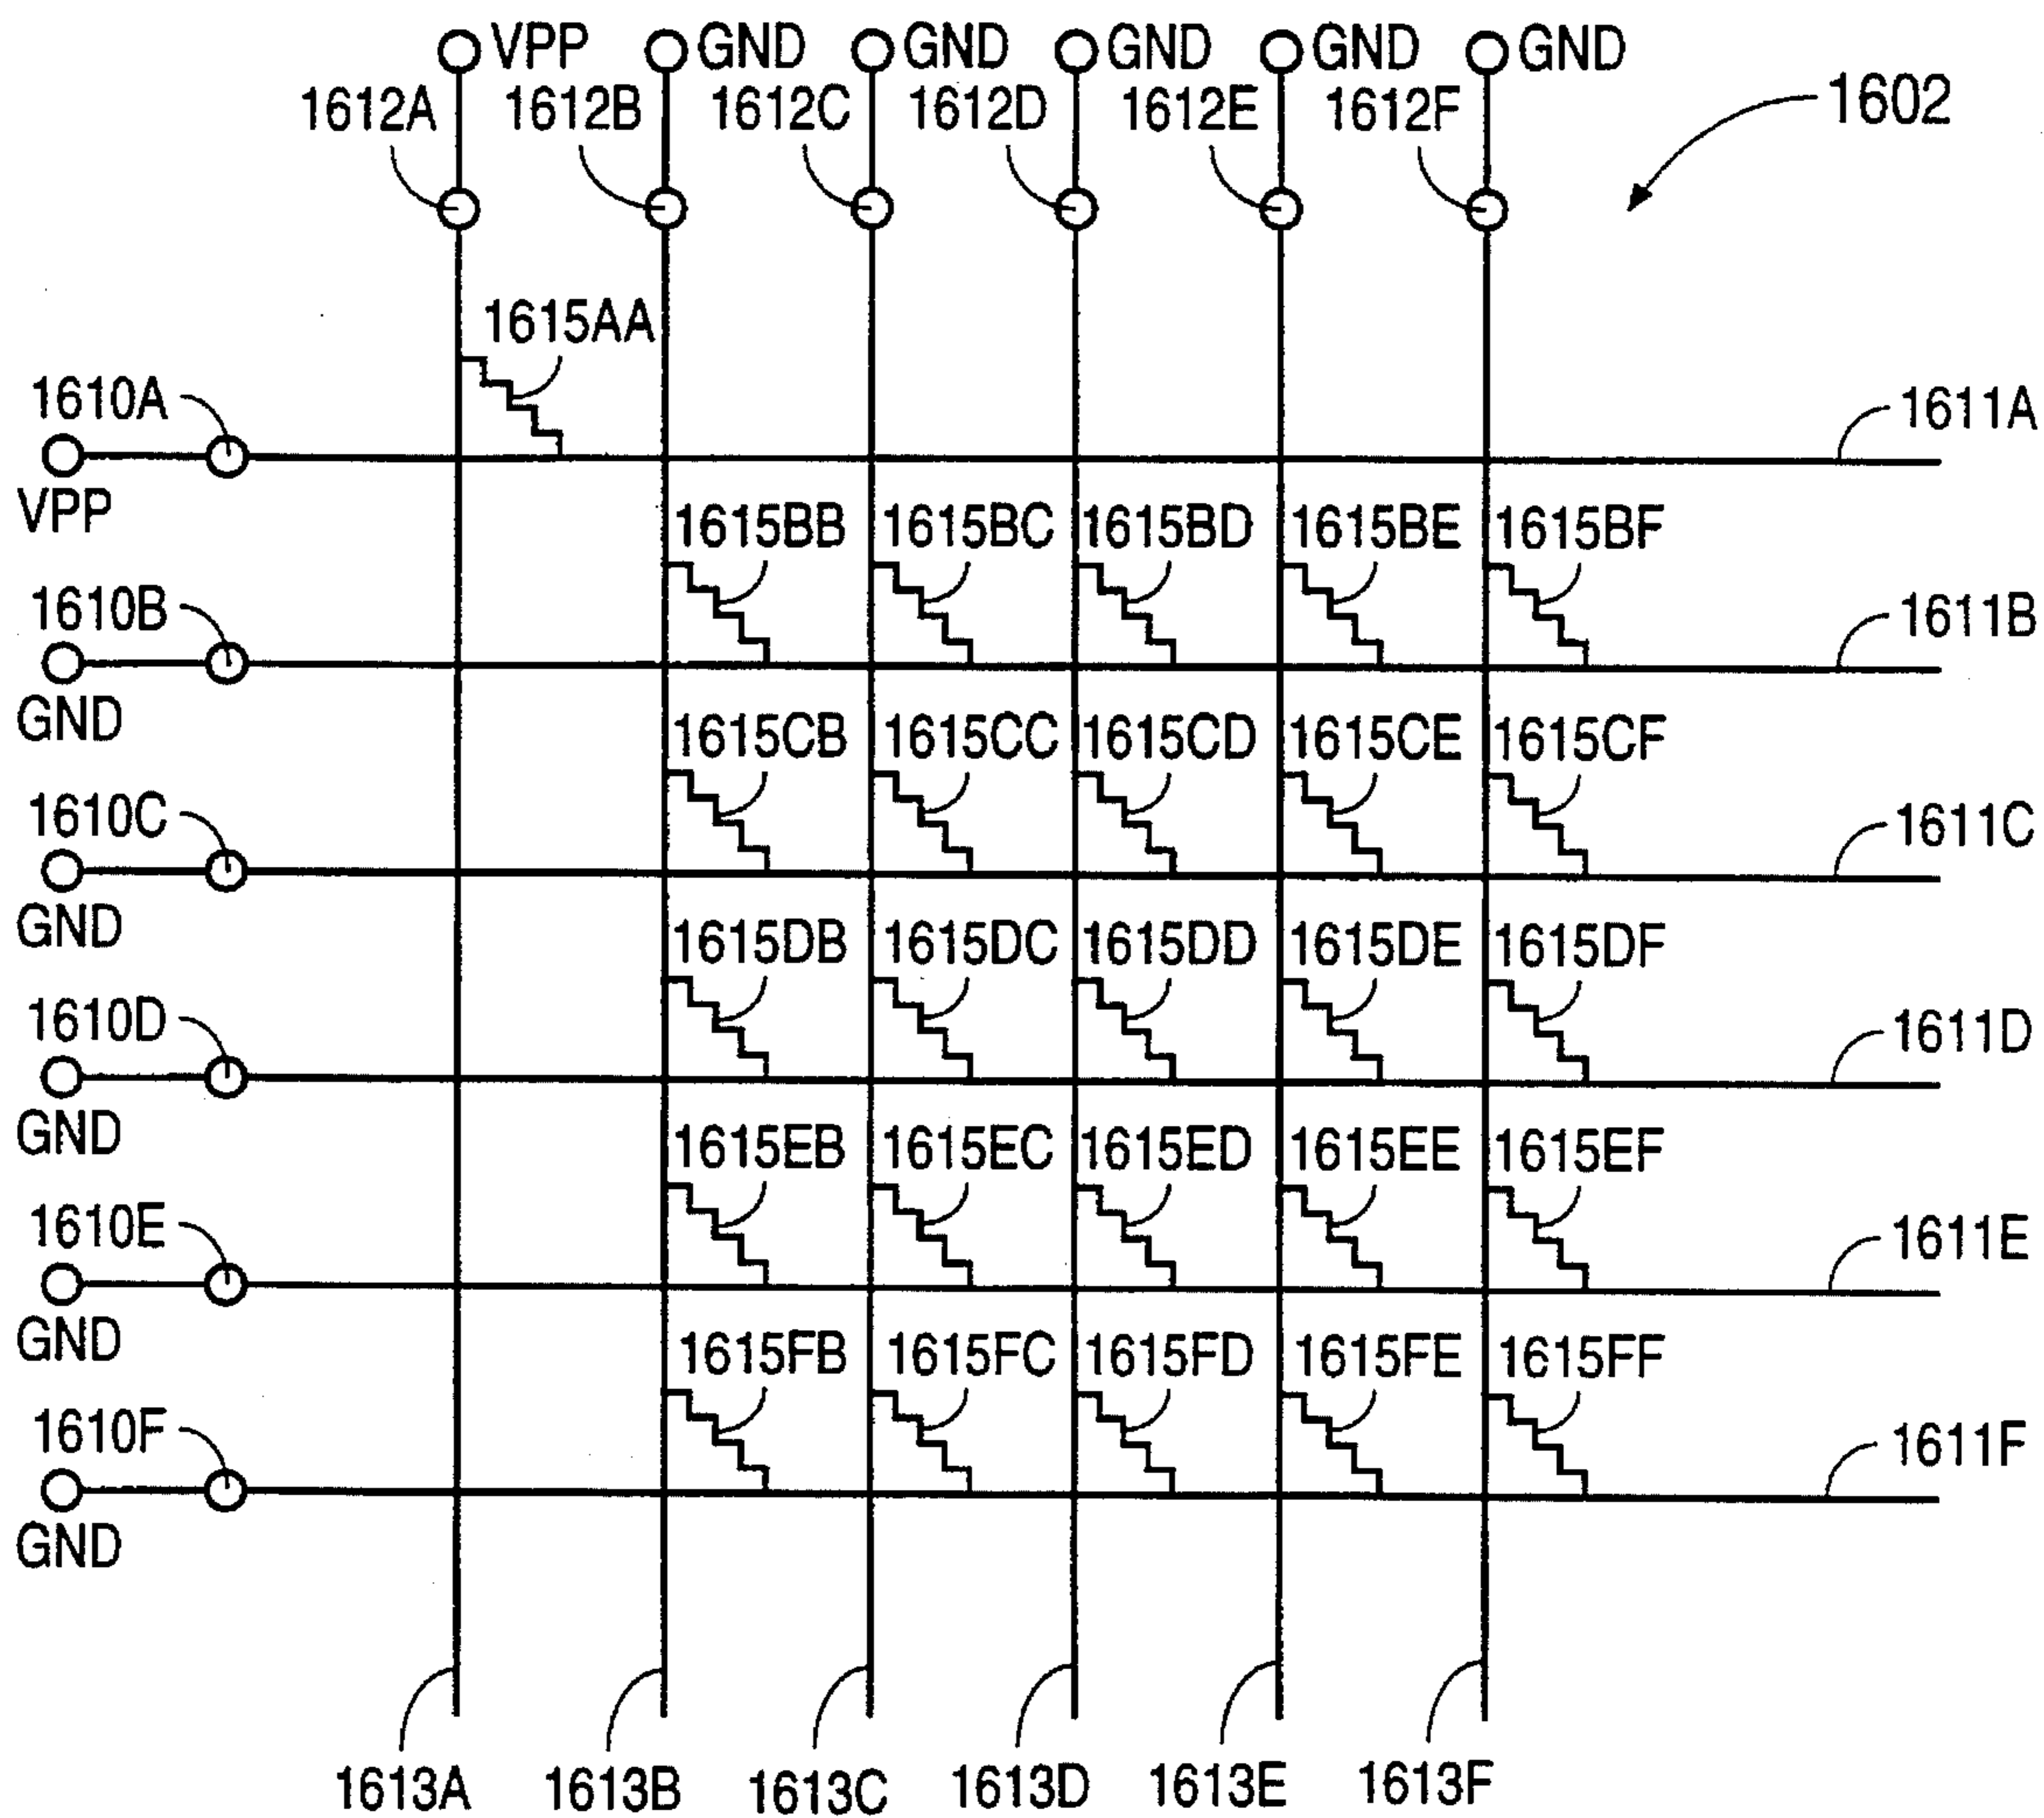 VPP GND GND GND GND GND
1612A 1612B 1612C 1612D 1612E 1612F 1602
1615AA
1610A 1611A
VPP
1615BB 1615BC 1615BD 1615BE 1615BF
1610B 1611B
GND
1615CB 1615CC 1615CD 1615CE 1615CF
1610C 1611C
GND
1615DB 1615DC 1615DD 1615DE 1615DF
1610D 1611D
GND
1615EB 1615EC 1615ED 1615EE 1615EF
1610E 1611E
GND
1615FB 1615FC 1615FD 1615FE 1615FF
1610F 1611F
GND
1613A 1613B 1613C 1613D 1613E 1613F